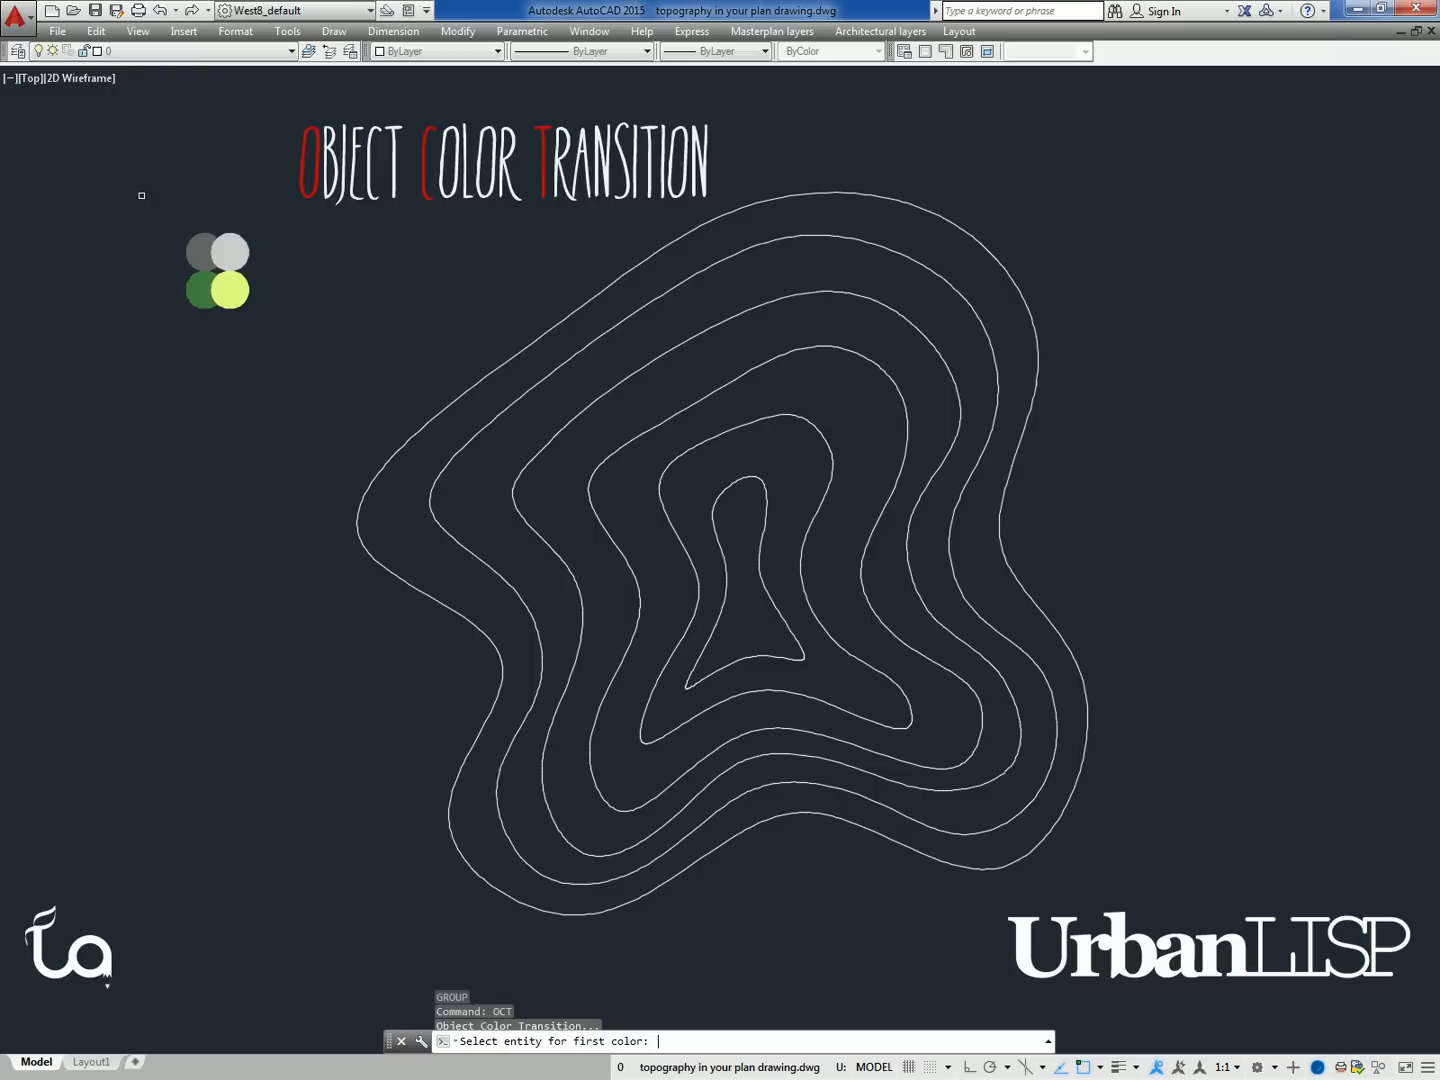 West8_default
Autodesk AutoCAD 2015 topography in your plan drawing.dwg
Type a keyword or phrase
Sign In
File Edit View Insert Format Tools Draw Dimension Modify Parametric Window Help Express Masterplan layers Architectural layers Layout
0
ByLayer
ByLayer
ByLayer
ByColor
[−][Top][2D Wireframe]
OBJECT COLOR TRANSITION
ta
UrbanLISP
GROUP
Command: OCT
Object Color Transition...
Select entity for first color:
Model Layout1
0 topography in your plan drawing.dwg U: MODEL 1:1